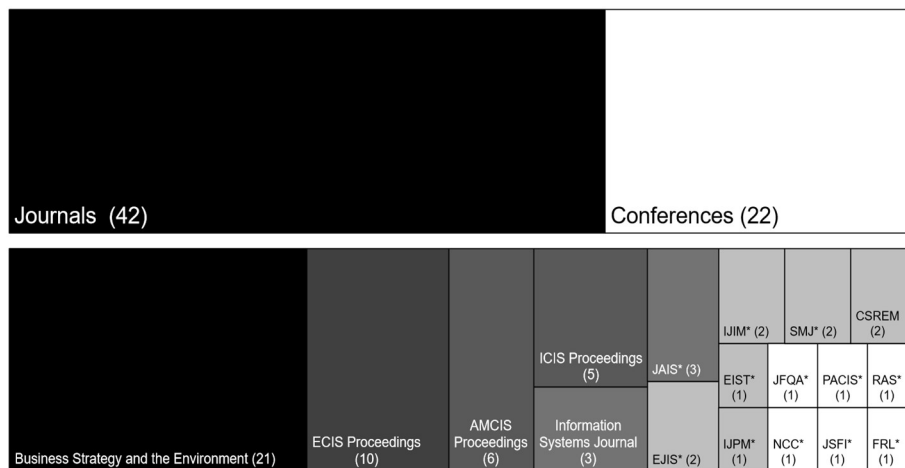 Journals (42)
Conferences (22)
Business Strategy and the Environment (21)
ECIS Proceedings
(10)
AMCIS
Proceedings
(6)
ICIS Proceedings
(5)
Information
Systems Journal
(3)
JAIS* (3)
EJIS* (2)
IJIM* (2)
SMJ* (2)
CSREM
(2)
EIST*
(1)
JFQA*
(1)
PACIS*
(1)
RAS*
(1)
IJPM*
(1)
NCC*
(1)
JSFI*
(1)
FRL*
(1)